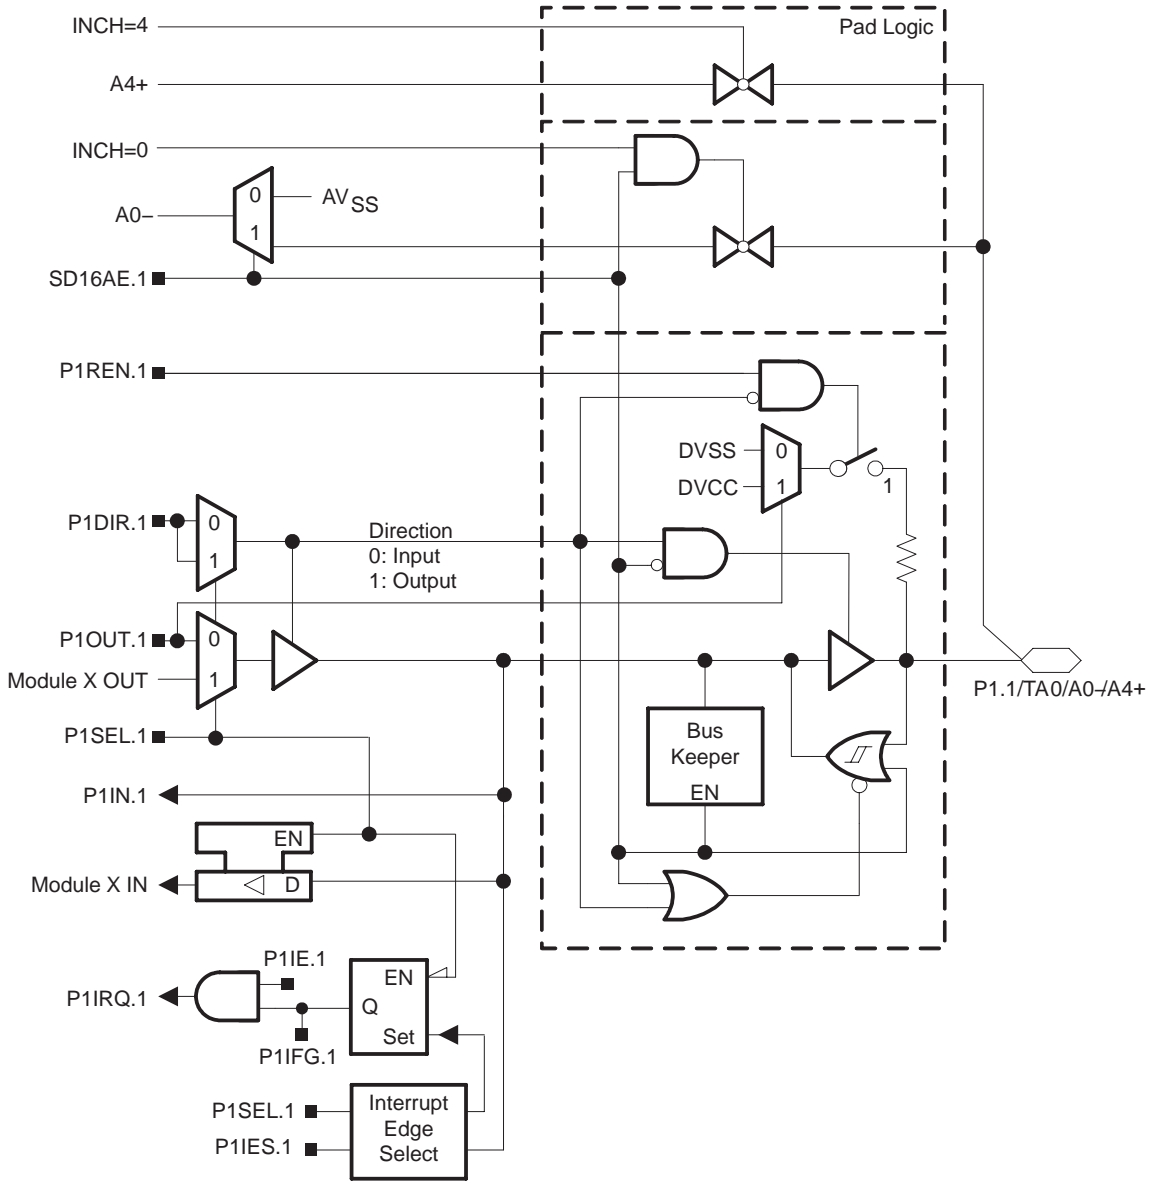 INCH=4
Pad Logic
A4+
INCH=0
0
AVSS
A0–
1
SD16AE.1
P1REN.1
DVSS
0
DVCC
1
1
P1DIR.1
0
1
Direction
0: Input
1: Output
P1OUT.1
0
Module X OUT
1
P1.1/TA0/A0–/A4+
P1SEL.1
Bus
Keeper
EN
P1IN.1
EN
Module X IN
D
P1IE.1
EN
P1IRQ.1
Q
Set
P1IFG.1
P1SEL.1
P1IES.1
Interrupt
Edge
Select